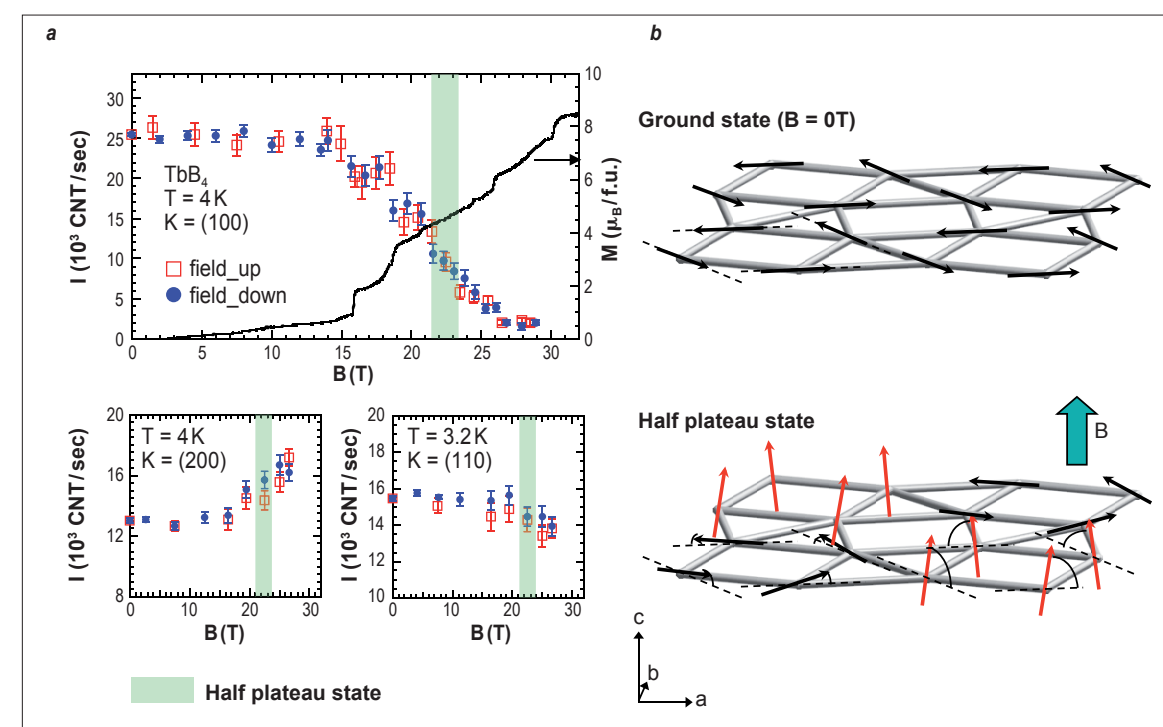 a
I (10³ CNT/sec)
30
25
20
15
10
5
0
TbB₄
T = 4K
K = (100)
field_up
field_down
10
8
6
4
2
0
M (μB/f.u.)
0 5 10 15 20 25 30
B (T)
I (10³ CNT/sec)
20
16
12
8
T = 4K
K = (200)
0 10 20 30
B (T)
I (10³ CNT/sec)
20
18
16
14
12
10
T = 3.2K
K = (110)
0 10 20 30
B (T)
Half plateau state
b
Ground state (B = 0T)
Half plateau state
B
c
b
a